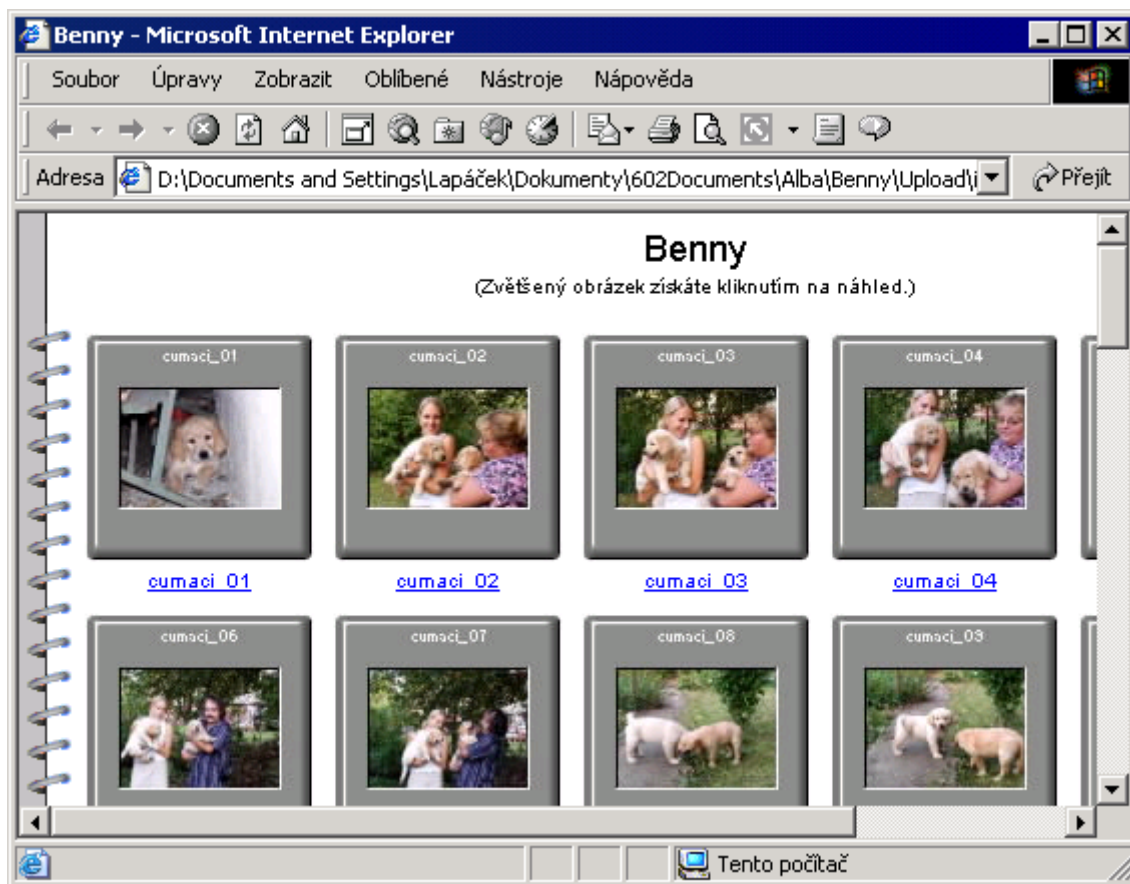 Benny - Microsoft Internet Explorer
Soubor Úpravy Zobrazit Oblíbené Nástroje Nápověda
Adresa D:\Documents and Settings\Lapáček\Dokumenty\602Documents\Alba\Benny\Upload\i Přejít
Benny
(Zvětšený obrázek získáte kliknutím na náhled.)
cumaci_01 cumaci_02 cumaci_03 cumaci_04
cumaci_01 cumaci_02 cumaci_03 cumaci_04
cumaci_06 cumaci_07 cumaci_08 cumaci_09
Tento počítač